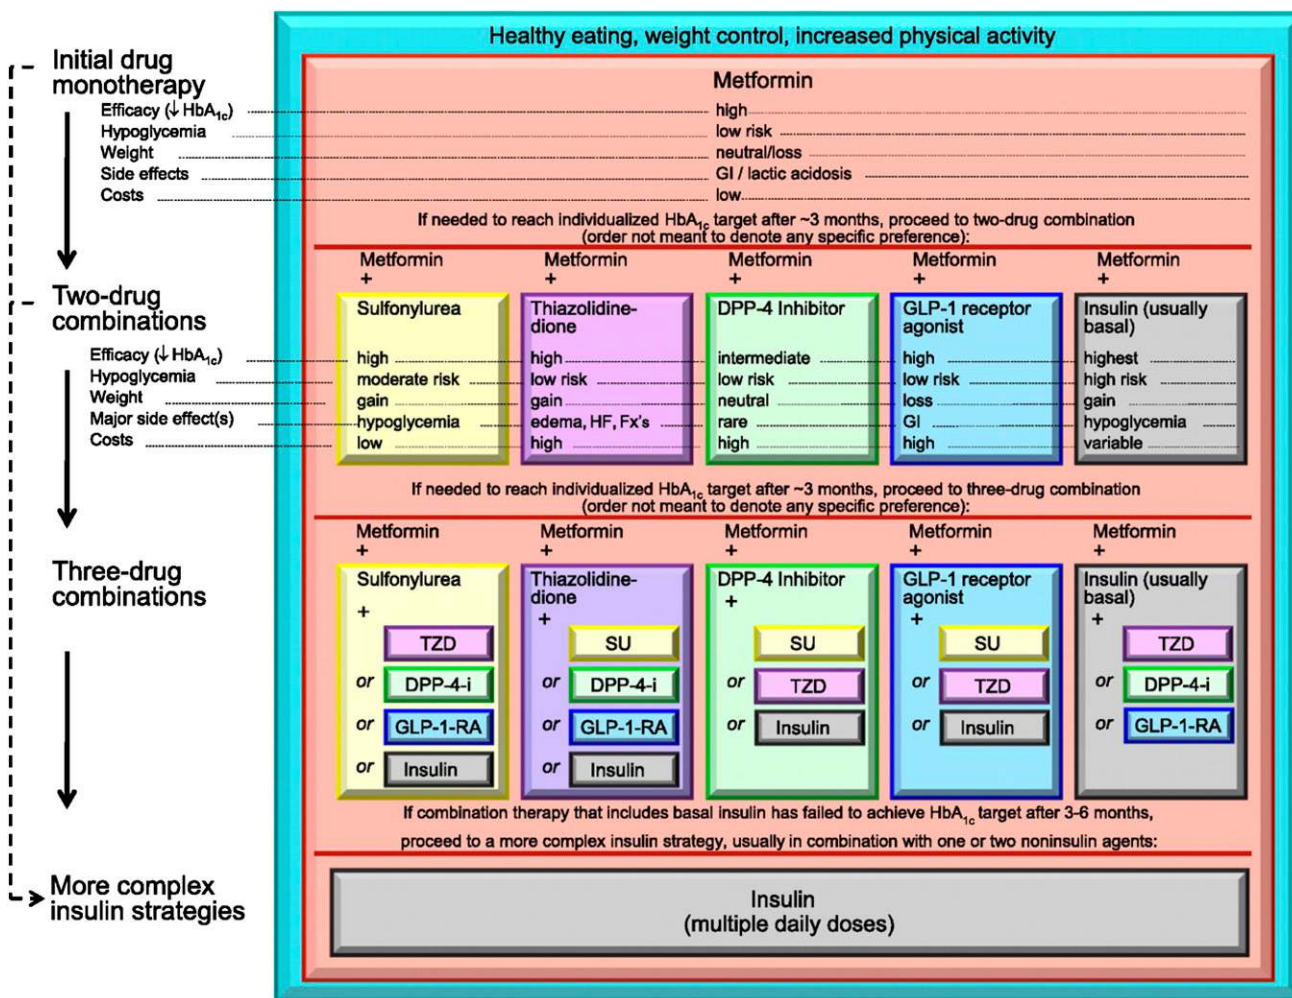 Healthy eating, weight control, increased physical activity
Initial drug
monotherapy
Metformin
Efficacy (↓ HbA1c) high
Hypoglycemia low risk
Weight neutral/loss
Side effects GI / lactic acidosis
Costs low
If needed to reach individualized HbA1c target after ~3 months, proceed to two-drug combination
(order not meant to denote any specific preference):
Metformin Metformin Metformin Metformin Metformin
+ + + + +
Two-drug
combinations
Sulfonylurea Thiazolidine- DPP-4 Inhibitor GLP-1 receptor Insulin (usually
dione agonist basal)
Efficacy (↓ HbA1c) high high intermediate high highest
Hypoglycemia moderate risk low risk low risk low risk high risk
Weight gain gain neutral loss gain
Major side effect(s) hypoglycemia edema, HF, Fx's rare GI hypoglycemia
Costs low high high high variable
If needed to reach individualized HbA1c target after ~3 months, proceed to three-drug combination
(order not meant to denote any specific preference):
Metformin Metformin Metformin Metformin Metformin
+ + + + +
Three-drug
combinations
Sulfonylurea Thiazolidine- DPP-4 Inhibitor GLP-1 receptor Insulin (usually
dione agonist basal)
+ + + + +
TZD SU SU SU TZD
or DPP-4-i or DPP-4-i or TZD or TZD or DPP-4-i
or GLP-1-RA or GLP-1-RA or Insulin or Insulin or GLP-1-RA
or Insulin or Insulin
If combination therapy that includes basal insulin has failed to achieve HbA1c target after 3-6 months,
proceed to a more complex insulin strategy, usually in combination with one or two noninsulin agents:
More complex
insulin strategies
Insulin
(multiple daily doses)